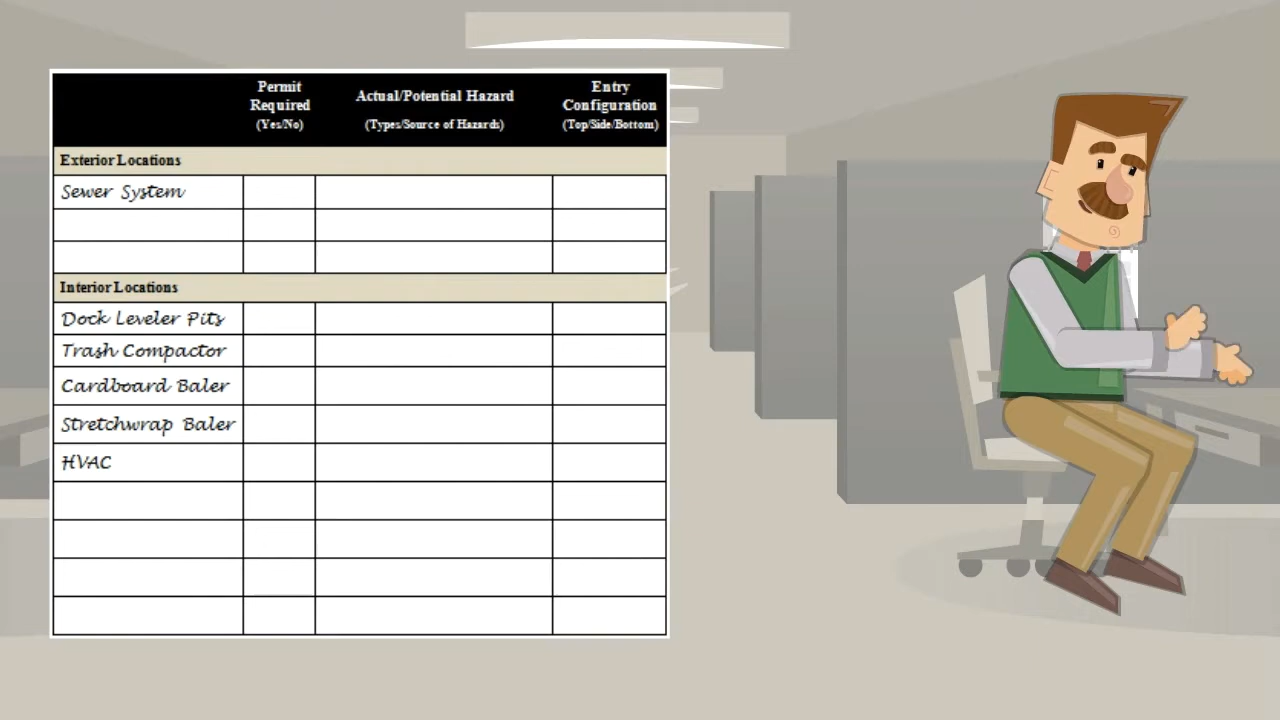 Permit Required (Yes/No)
Actual/Potential Hazard (Types/Source of Hazards)
Entry Configuration (Top/Side/Bottom)
Exterior Locations
Sewer System
Interior Locations
Dock Leveler Pits
Trash Compactor
Cardboard Baler
Stretchwrap Baler
HVAC